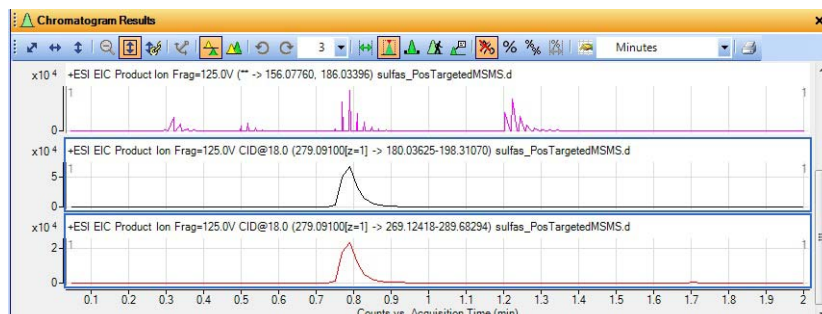 Chromatogram Results
3 % Minutes
x10 4 +ESI EIC Product Ion Frag=125.0V (** -> 156.07760, 186.03396) sulfas_PosTargetedMSMS.d
1 1
0
x10 4 +ESI EIC Product Ion Frag=125.0V CID@18.0 (279.09100[z=1] -> 180.03625-198.31070) sulfas_PosTargetedMSMS.d
1 1
5
0
x10 4 +ESI EIC Product Ion Frag=125.0V CID@18.0 (279.09100[z=1] -> 269.12418-289.68294) sulfas_PosTargetedMSMS.d
1 1
2
0
0.1 0.2 0.3 0.4 0.5 0.6 0.7 0.8 0.9 1 1.1 1.2 1.3 1.4 1.5 1.6 1.7 1.8 1.9 2
Counts vs. Acquisition Time (min)